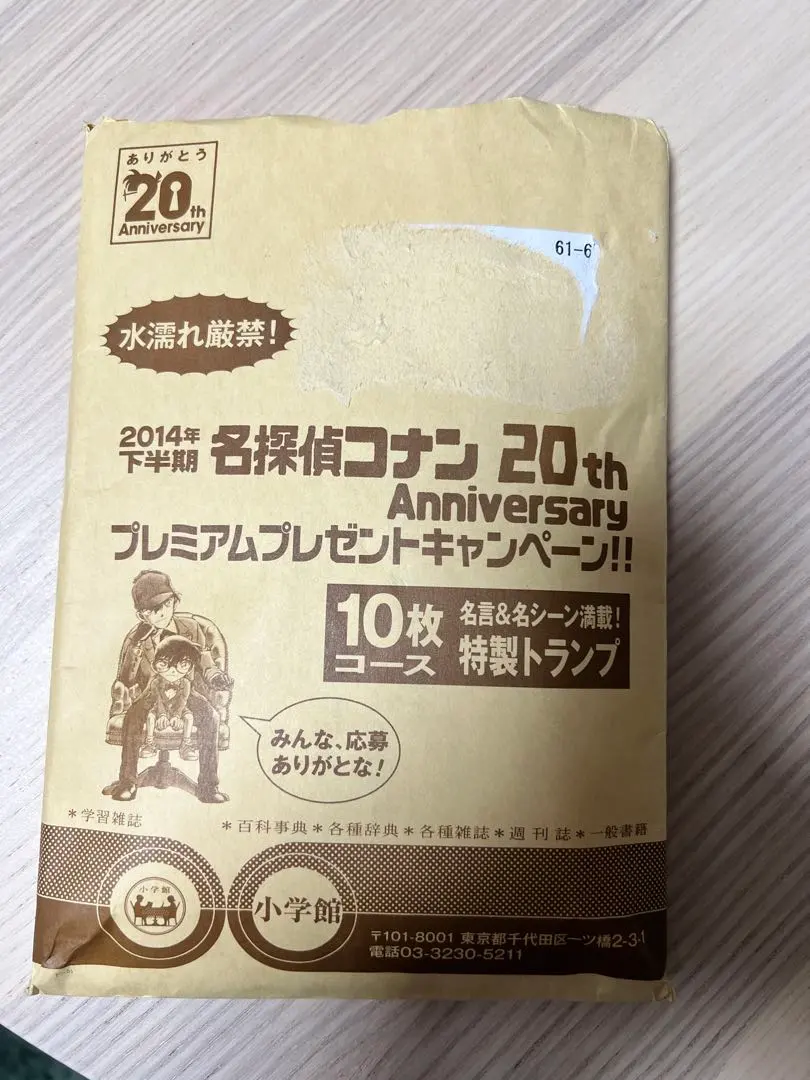 ありがとう
20th
Anniversary
61-6
水濡れ厳禁!
2014年
下半期
名探偵コナン 20th
Anniversary
プレミアムプレゼントキャンペーン!!
10枚
コース
名言&名シーン満載!
特製トランプ
みんな、応募
ありがとな!
*学習雑誌
*百科事典*各種辞典*各種雑誌*週刊誌*一般書籍
小学館
小学館
〒101-8001 東京都千代田区一ツ橋2-3-1
電話03-3230-5211